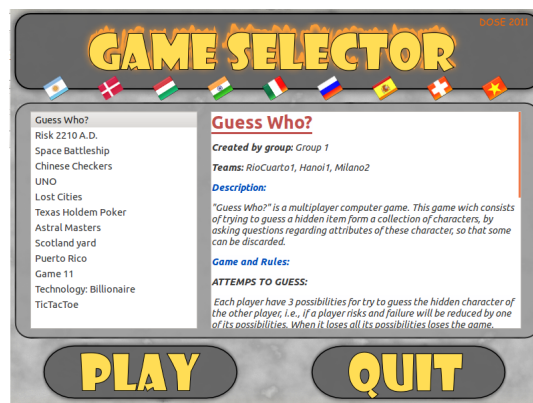 DOSE 2011
GAME SELECTOR
Guess Who?
Risk 2210 A.D.
Space Battleship
Chinese Checkers
UNO
Lost Cities
Texas Holdem Poker
Astral Masters
Scotland yard
Puerto Rico
Game 11
Technology: Billionaire
TicTacToe
Guess Who?
Created by group: Group 1
Teams: RioCuarto1, Hanoi1, Milano2
Description:
"Guess Who?" is a multiplayer computer game. This game wich consists
of trying to guess a hidden item form a collection of characters, by
asking questions regarding attributes of these character, so that some
can be discarded.
Game and Rules:
ATTEMPS TO GUESS:
Each player have 3 possibilities for try to guess the hidden character of
the other player, i.e., if a player risks and failure will be reduced by one
of its possibilities. When it loses all its possibilities loses the game.
PLAY
QUIT